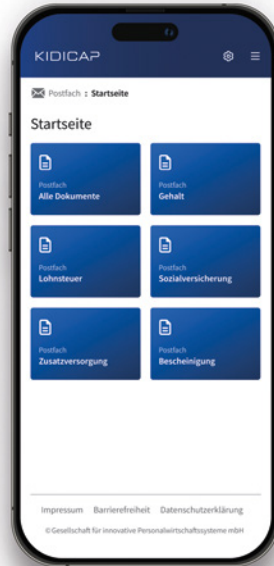 KIDICAP
Postfach : Startseite
Startseite
Postfach
Alle Dokumente
Postfach
Gehalt
Postfach
Lohnsteuer
Postfach
Sozialversicherung
Postfach
Zusatzversorgung
Postfach
Bescheinigung
Impressum Barrierefreiheit Datenschutzerklärung
©Gesellschaft für innovative Personalwirtschaftssysteme mbH